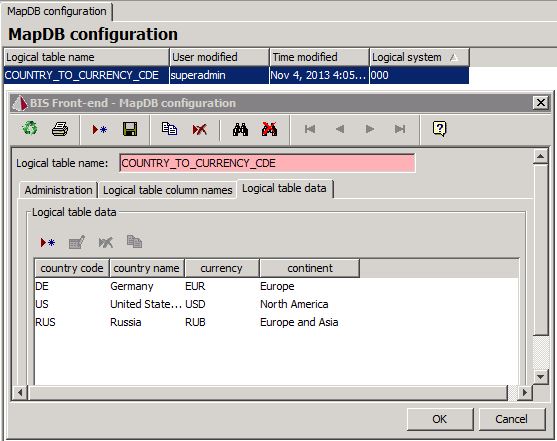 MapDB configuration
MapDB configuration
Logical table name User modified Time modified Logical system
COUNTRY_TO_CURRENCY_CDE superadmin Nov 4, 2013 4:05... 000
BIS Front-end - MapDB configuration
Logical table name: COUNTRY_TO_CURRENCY_CDE
Administration Logical table column names Logical table data
Logical table data
country code country name currency continent
DE Germany EUR Europe
US United State... USD North America
RUS Russia RUB Europe and Asia
OK Cancel